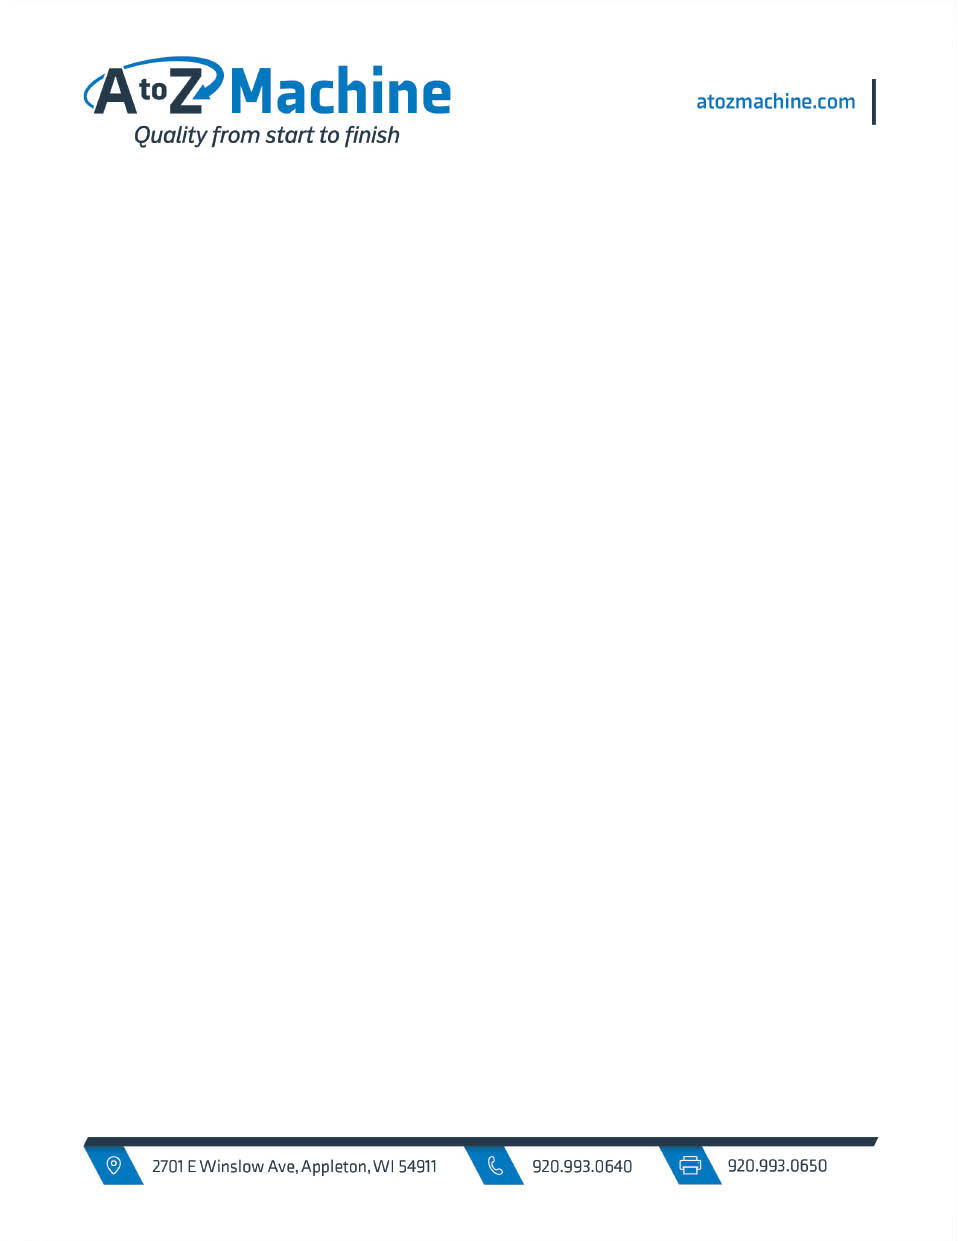 A to Z Machine
Quality from start to finish
atozmachine.com
2701 E Winslow Ave, Appleton, WI 54911
920.993.0640
920.993.0650